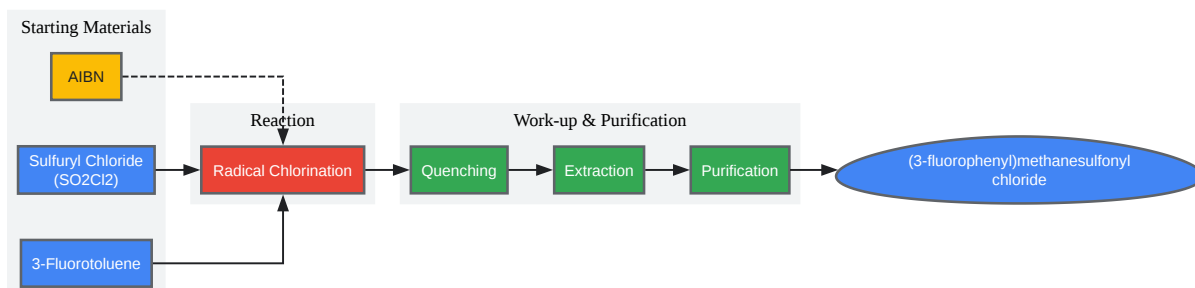 Starting Materials
AIBN
Reaction
Work-up & Purification
Sulfuryl Chloride
(SO2Cl2)
Radical Chlorination
Quenching
Extraction
Purification
(3-fluorophenyl)methanesulfonyl
chloride
3-Fluorotoluene